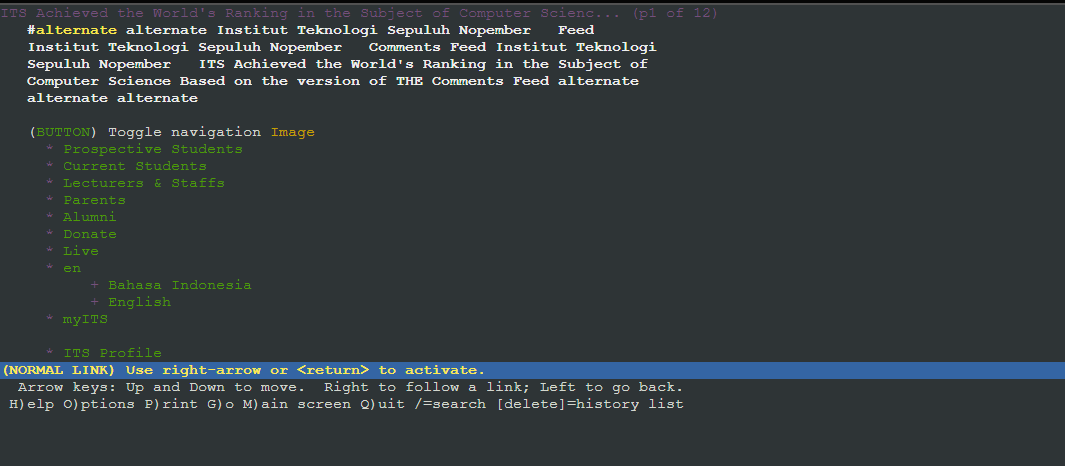 ITS Achieved the World's Ranking in the Subject of Computer Scienc... (p1 of 12)
#alternate alternate Institut Teknologi Sepuluh Nopember   Feed
Institut Teknologi Sepuluh Nopember   Comments Feed Institut Teknologi
Sepuluh Nopember   ITS Achieved the World's Ranking in the Subject of
Computer Science Based on the version of THE Comments Feed alternate
alternate alternate
(BUTTON) Toggle navigation Image
* Prospective Students
* Current Students
* Lecturers & Staffs
* Parents
* Alumni
* Donate
* Live
* en
+ Bahasa Indonesia
+ English
* myITS
* ITS Profile
(NORMAL LINK) Use right-arrow or <return> to activate.
Arrow keys: Up and Down to move.  Right to follow a link; Left to go back.
H)elp O)ptions P)rint G)o M)ain screen Q)uit /=search [delete]=history list